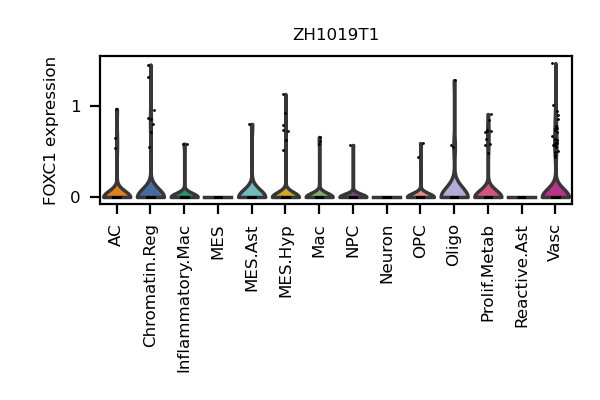 ZH1019T1
FOXC1 expression
1
0
AC
Chromatin.Reg
Inflammatory.Mac
MES
MES.Ast
MES.Hyp
Mac
NPC
Neuron
OPC
Oligo
Prolif.Metab
Reactive.Ast
Vasc